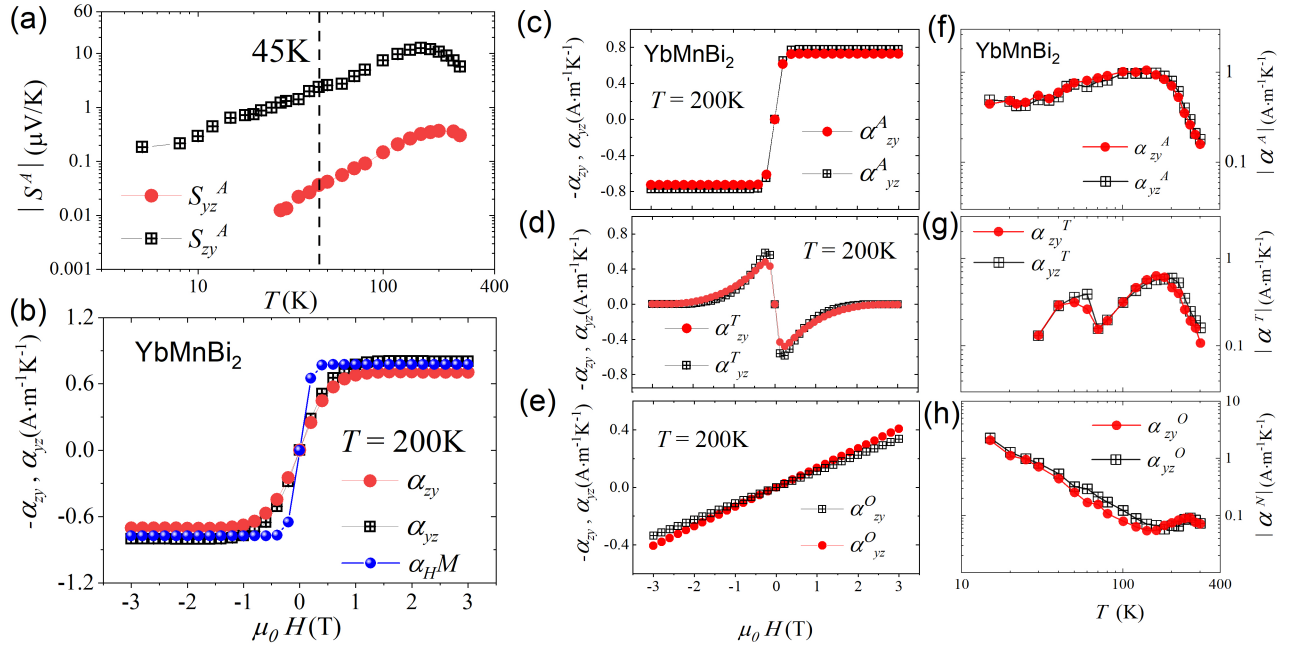 (a)
|S^A| (μV/K)
10
1
0.1
0.01
0.001
60
45K
S_yz^A
S_zy^A
10
100
400
T (K)
(b)
-α_zy , α_yz(A·m⁻¹K⁻¹)
1.2
0.6
0.0
-0.6
-1.2
YbMnBi₂
T = 200K
α_zy
α_yz
α_H M
-3 -2 -1 0 1 2 3
μ₀ H (T)
(c)
-α_zy , α_yz(A·m⁻¹K⁻¹)
0.8
0.4
0.0
-0.4
-0.8
YbMnBi₂
T = 200K
α^A_zy
α^A_yz
(d)
-α_zy , α_yz(A·m⁻¹K⁻¹)
0.8
0.4
0.0
-0.4
-0.8
T = 200K
α^T_zy
α^T_yz
(e)
-α_zy , α_yz(A·m⁻¹K⁻¹)
0.4
0.0
-0.4
T = 200K
α^O_zy
α^O_yz
-3 -2 -1 0 1 2 3
μ₀ H (T)
(f)
YbMnBi₂
α_zy^A
α_yz^A
1
0.1
|α^A| (A·m⁻¹K⁻¹)
(g)
α_zy^T
α_yz^T
1
0.1
|α^T| (A·m⁻¹K⁻¹)
(h)
α_zy^O
α_yz^O
10
1
0.1
|α^N| (A·m⁻¹K⁻¹)
10
100
400
T (K)